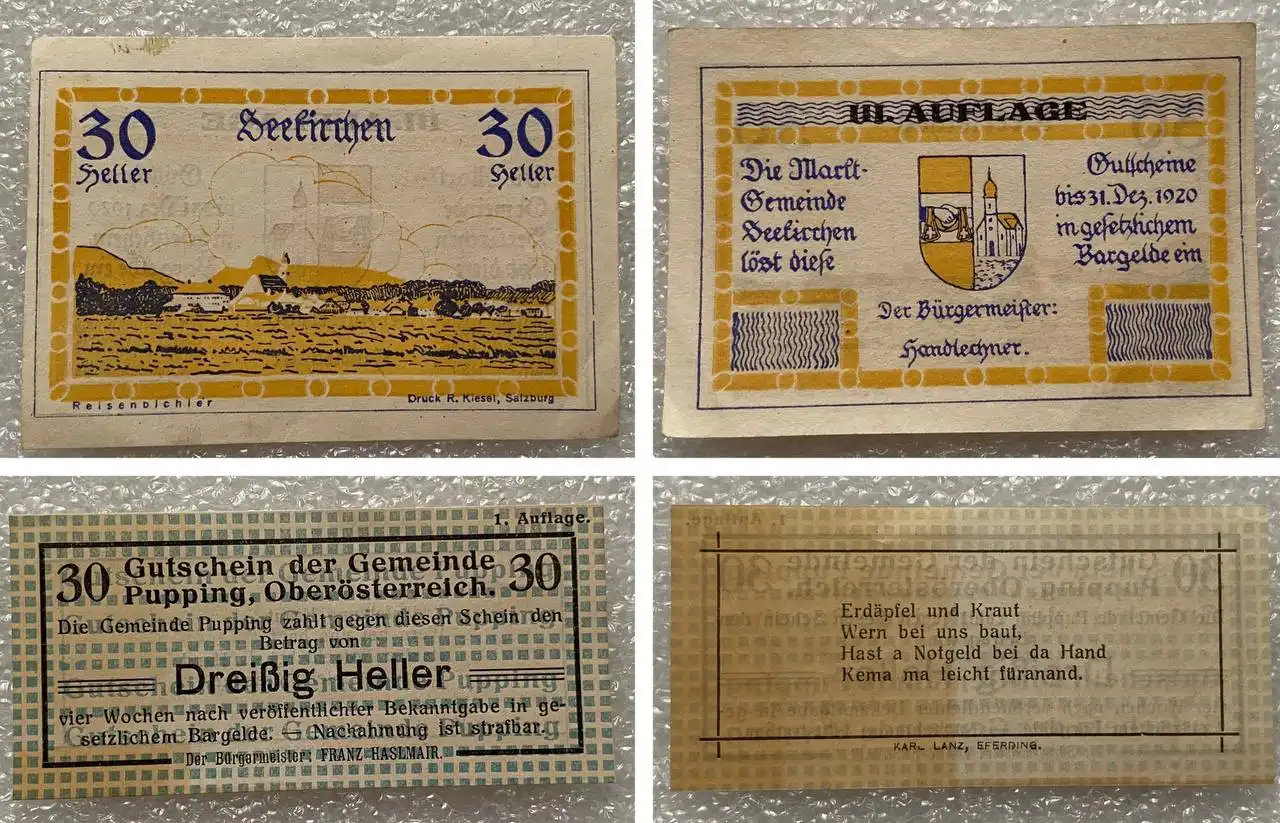 30 Seekirchen 30
Heller Heller
Reisenbichler Druck R. Kiesel, Salzburg
III. AUFLAGE
Die Markt-
Gemeinde
Seekirchen
löst diese
Gutscheine
bis 31. Dez. 1920
in gesetzlichem
Bargelde ein
Der Bürgermeister:
Handlechner.
1. Auflage.
30 Gutschein der Gemeinde 30
Pupping, Oberösterreich.
Die Gemeinde Pupping zahlt gegen diesen Schein den
Betrag von
Dreißig Heller
vier Wochen nach veröffentlichter Bekanntgabe in ge-
setzlichem Bargelde. — Nachahmung ist strafbar.
Der Bürgermeister: FRANZ HASLMAIR.
Erdäpfel und Kraut
Wern bei uns baut,
Hast a Notgeld bei da Hand
Kema ma leicht füranand.
KARL LANZ, EFERDING.